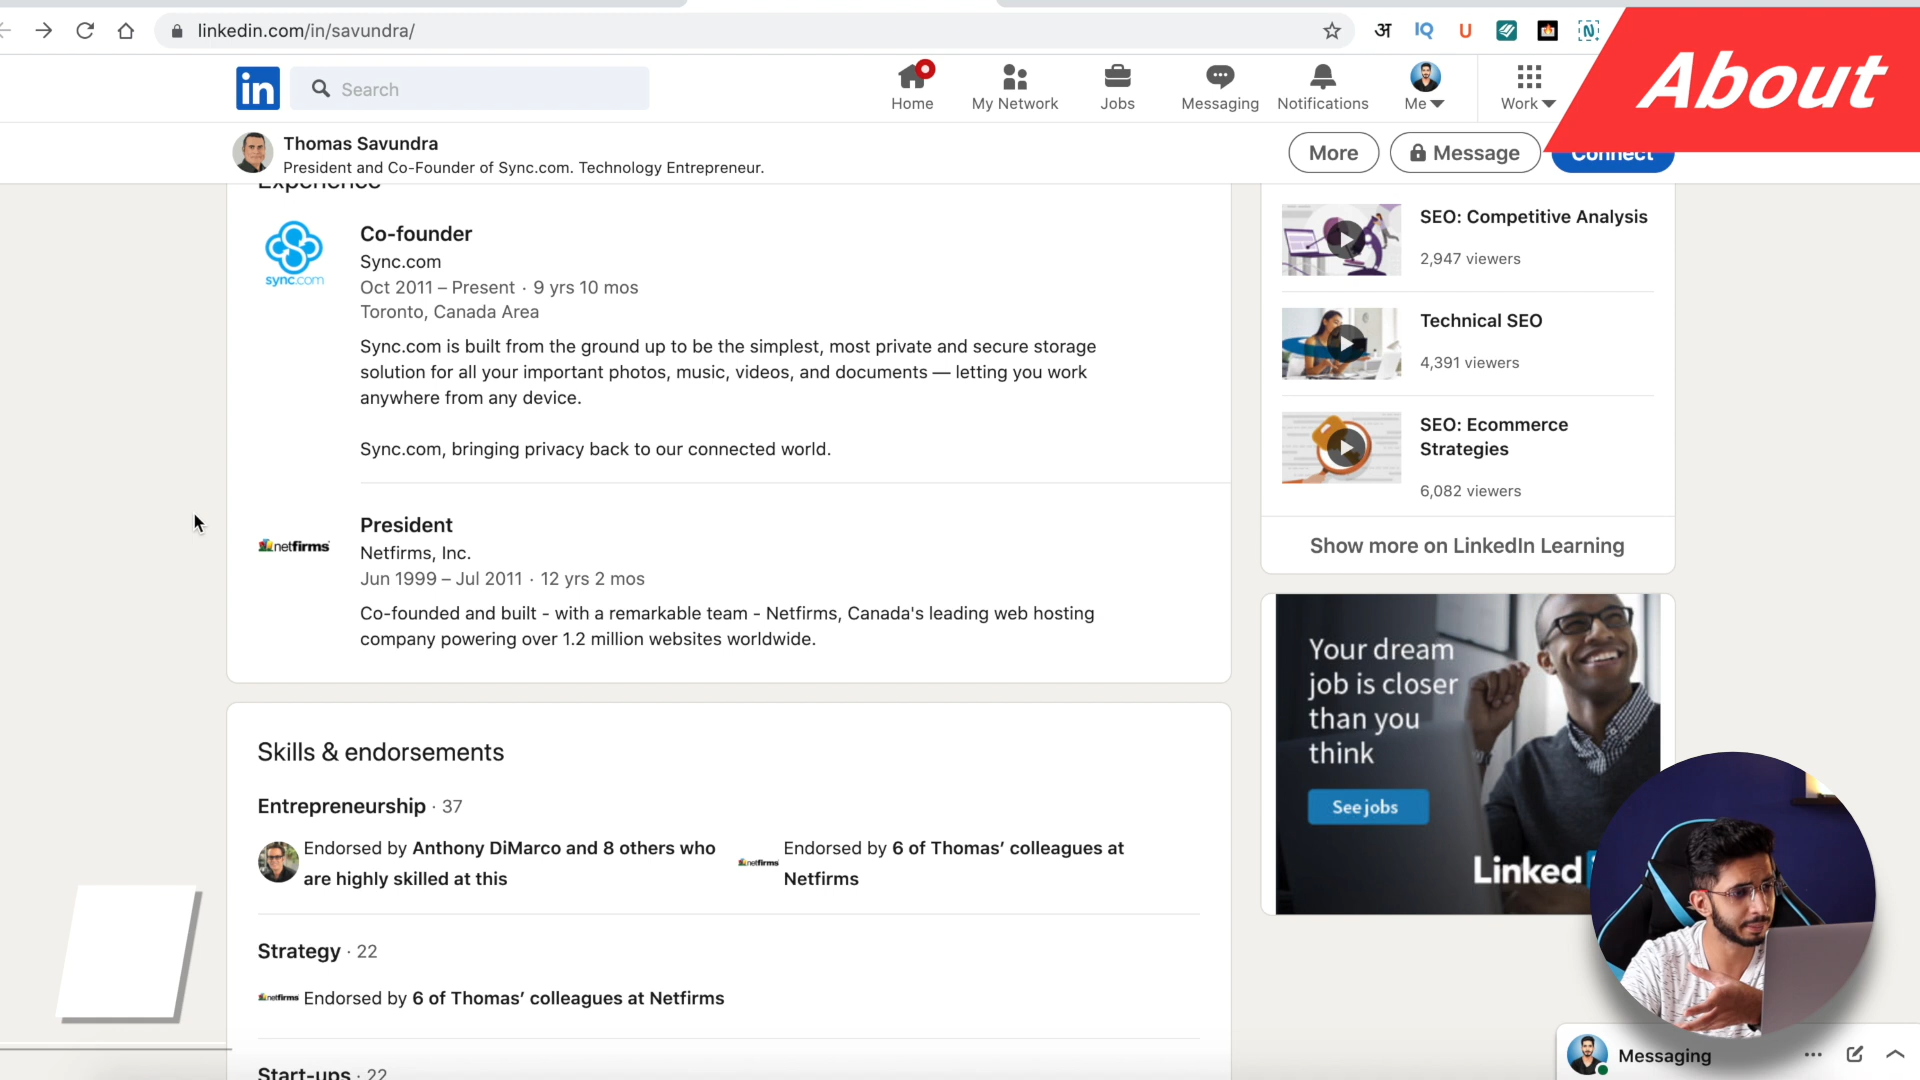 linkedin.com/in/savundra/
अ
IQ
U
N
About
in
Search
Home
My Network
Jobs
Messaging
Notifications
Me
Work
Thomas Savundra
President and Co-Founder of Sync.com. Technology Entrepreneur.
More
Message
Connect
Experience
sync.com
Co-founder
Sync.com
Oct 2011 – Present · 9 yrs 10 mos
Toronto, Canada Area
Sync.com is built from the ground up to be the simplest, most private and secure storage
solution for all your important photos, music, videos, and documents — letting you work
anywhere from any device.
Sync.com, bringing privacy back to our connected world.
netfirms
President
Netfirms, Inc.
Jun 1999 – Jul 2011 · 12 yrs 2 mos
Co-founded and built - with a remarkable team - Netfirms, Canada's leading web hosting
company powering over 1.2 million websites worldwide.
Skills & endorsements
Entrepreneurship · 37
Endorsed by Anthony DiMarco and 8 others who
are highly skilled at this
netfirms
Endorsed by 6 of Thomas’ colleagues at
Netfirms
Strategy · 22
netfirms
Endorsed by 6 of Thomas’ colleagues at Netfirms
Start-ups · 22
SEO: Competitive Analysis
2,947 viewers
Technical SEO
4,391 viewers
SEO: Ecommerce
Strategies
6,082 viewers
Show more on LinkedIn Learning
Your dream
job is closer
than you
think
See jobs
Linked
Messaging